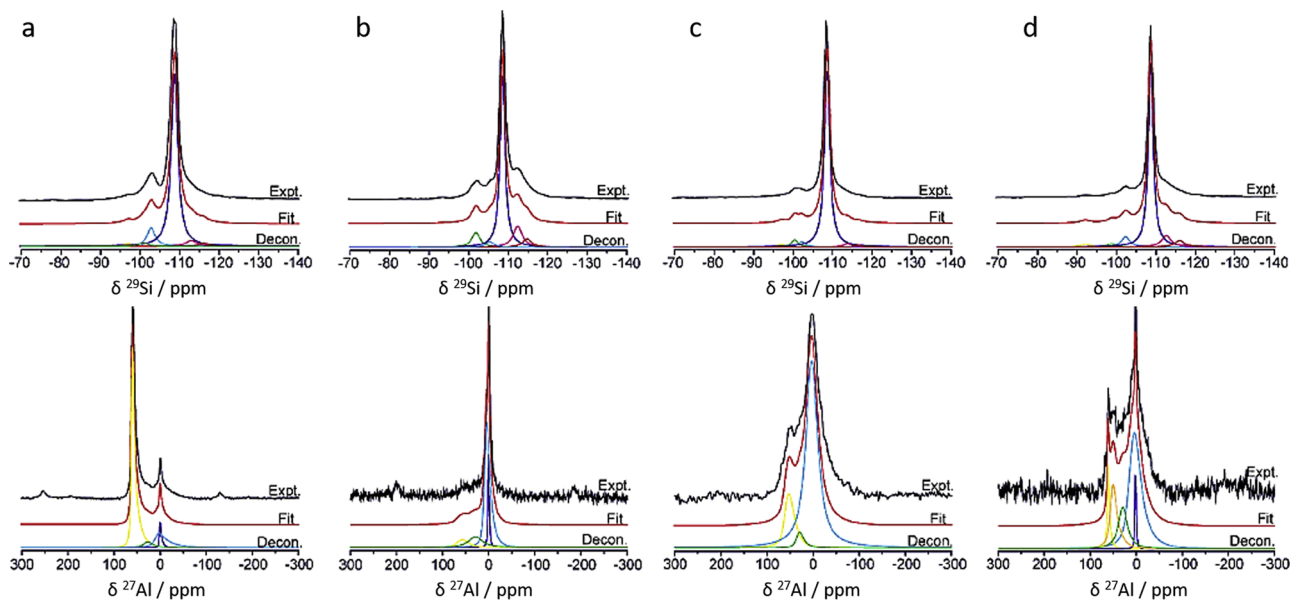 a
b
c
d
Expt.
Fit
Decon.
-70 -80 -90 -100 -110 -120 -130 -140
δ ²⁹Si / ppm
Expt.
Fit
Decon.
-70 -80 -90 -100 -110 -120 -130 -140
δ ²⁹Si / ppm
Expt.
Fit
Decon.
-70 -80 -90 -100 -110 -120 -130 -140
δ ²⁹Si / ppm
Expt.
Fit
Decon.
-70 -80 -90 -100 -110 -120 -130 -140
δ ²⁹Si / ppm
Expt.
Fit
Decon.
300 200 100 0 -100 -200 -300
δ ²⁷Al / ppm
Expt.
Fit
Decon.
300 200 100 0 -100 -200 -300
δ ²⁷Al / ppm
Expt.
Fit
Decon.
300 200 100 0 -100 -200 -300
δ ²⁷Al / ppm
Expt.
Fit
Decon.
300 200 100 0 -100 -200 -300
δ ²⁷Al / ppm